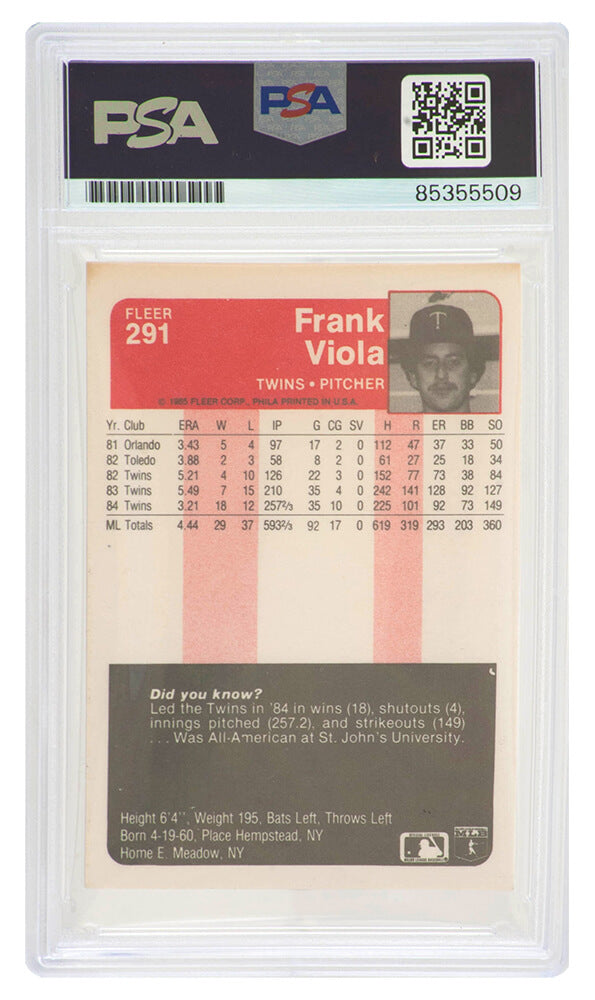 PSA
PSA
85355509
FLEER
291
Frank
Viola
TWINS • PITCHER
© 1985 FLEER CORP., PHILA PRINTED IN U.S.A.
Yr. Club ERA W L IP G CG SV H R ER BB SO
81 Orlando 3.43 5 4 97 17 2 0 112 47 37 33 50
82 Toledo 3.88 2 3 58 8 2 0 61 27 25 18 34
82 Twins 5.21 4 10 126 22 3 0 152 77 73 38 84
83 Twins 5.49 7 15 210 35 4 0 242 141 128 92 127
84 Twins 3.21 18 12 257⅔ 35 10 0 225 101 92 73 149
ML Totals 4.44 29 37 593⅔ 92 17 0 619 319 293 203 360
Did you know?
Led the Twins in '84 in wins (18), shutouts (4),
innings pitched (257.2), and strikeouts (149)
. . . Was All-American at St. John's University.
Height 6'4'', Weight 195, Bats Left, Throws Left
Born 4-19-60, Place Hempstead, NY
Home E. Meadow, NY